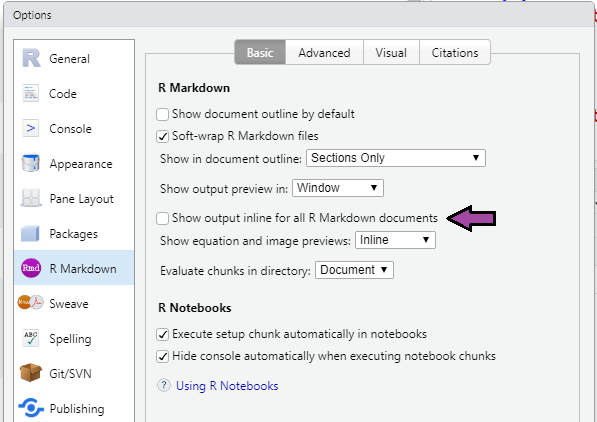 Options
R General
Code
Console
Appearance
Pane Layout
Packages
Rmd R Markdown
Sweave
ABC Spelling
Git/SVN
Publishing
Basic Advanced Visual Citations
R Markdown
Show document outline by default
Soft-wrap R Markdown files
Show in document outline: Sections Only
Show output preview in: Window
Show output inline for all R Markdown documents
Show equation and image previews: Inline
Evaluate chunks in directory: Document
R Notebooks
Execute setup chunk automatically in notebooks
Hide console automatically when executing notebook chunks
? Using R Notebooks